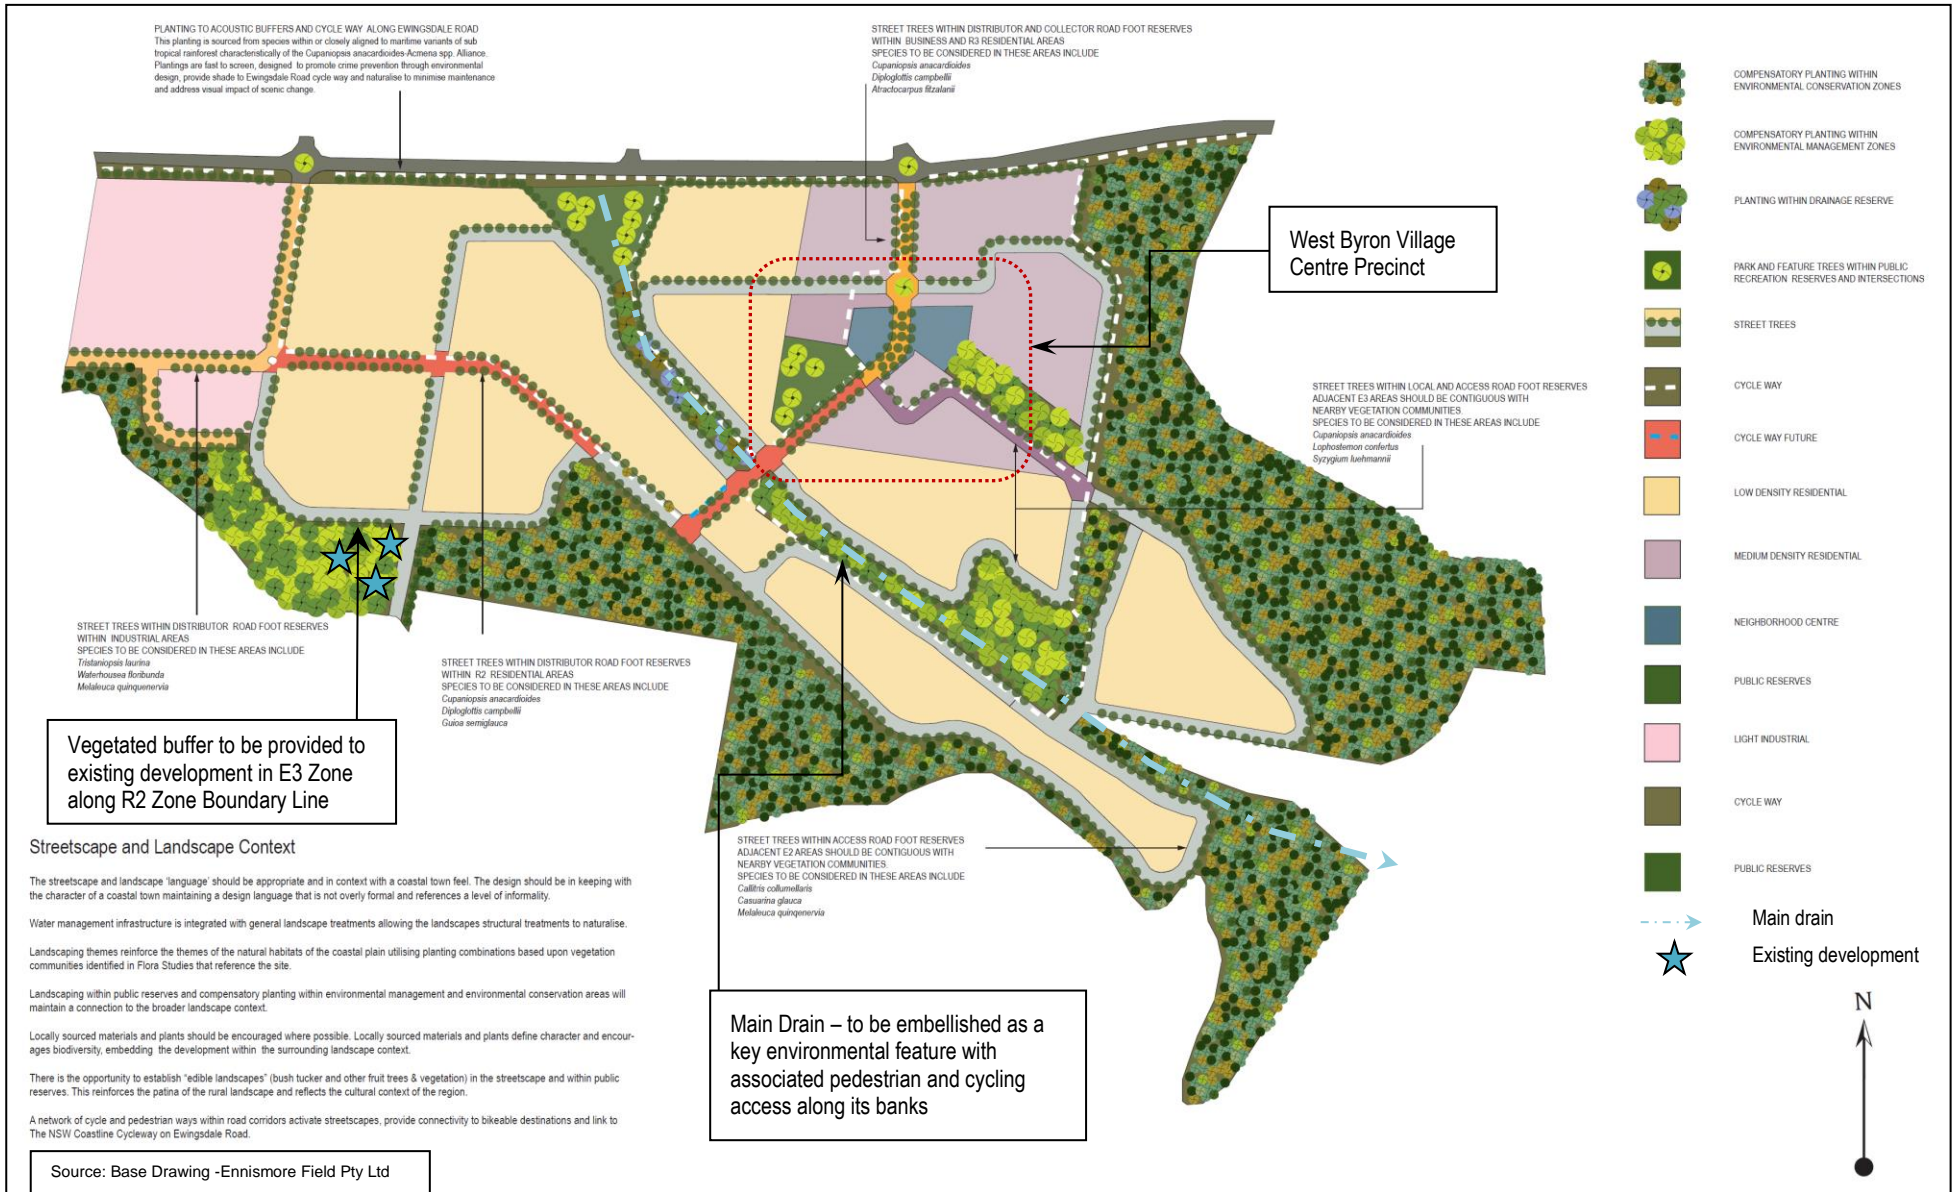 PLANTING TO ACOUSTIC BUFFERS AND CYCLE WAY ALONG EWINGSDALE ROAD
This planting is sourced from species within or closely aligned to maritime variants of sub
tropical rainforest characteristically of the Cupaniopsis anacardioides-Acmena spp. Alliance.
Plantings are fast to screen, designed to promote crime prevention through environmental
design, provide shade to Ewingsdale Road cycle way and naturalise to minimise maintenance
and address visual impact of scenic change.
STREET TREES WITHIN DISTRIBUTOR AND COLLECTOR ROAD FOOT RESERVES
WITHIN BUSINESS AND R3 RESIDENTIAL AREAS
SPECIES TO BE CONSIDERED IN THESE AREAS INCLUDE
Cupaniopsis anacardioides
Diploglottis campbellii
Atractocarpus fitzalanii
West Byron Village
Centre Precinct
STREET TREES WITHIN LOCAL AND ACCESS ROAD FOOT RESERVES
ADJACENT E3 AREAS SHOULD BE CONTIGUOUS WITH
NEARBY VEGETATION COMMUNITIES.
SPECIES TO BE CONSIDERED IN THESE AREAS INCLUDE
Cupaniopsis anacardioides
Lophostemon confertus
Syzygium luehmannii
STREET TREES WITHIN DISTRIBUTOR ROAD FOOT RESERVES
WITHIN INDUSTRIAL AREAS
SPECIES TO BE CONSIDERED IN THESE AREAS INCLUDE
Tristaniopsis laurina
Waterhousea floribunda
Melaleuca quinquenervia
STREET TREES WITHIN DISTRIBUTOR ROAD FOOT RESERVES
WITHIN R2 RESIDENTIAL AREAS
SPECIES TO BE CONSIDERED IN THESE AREAS INCLUDE
Cupaniopsis anacardioides
Diploglottis campbellii
Guioa semiglauca
Vegetated buffer to be provided to
existing development in E3 Zone
along R2 Zone Boundary Line
STREET TREES WITHIN ACCESS ROAD FOOT RESERVES
ADJACENT E2 AREAS SHOULD BE CONTIGUOUS WITH
NEARBY VEGETATION COMMUNITIES.
SPECIES TO BE CONSIDERED IN THESE AREAS INCLUDE
Callitris collumellaris
Casuarina glauca
Melaleuca quinqenervia
Main Drain – to be embellished as a
key environmental feature with
associated pedestrian and cycling
access along its banks
Streetscape and Landscape Context
The streetscape and landscape 'language' should be appropriate and in context with a coastal town feel. The design should be in keeping with
the character of a coastal town maintaining a design language that is not overly formal and references a level of informality.
Water management infrastructure is integrated with general landscape treatments allowing the landscapes structural treatments to naturalise.
Landscaping themes reinforce the themes of the natural habitats of the coastal plain utilising planting combinations based upon vegetation
communities identified in Flora Studies that reference the site.
Landscaping within public reserves and compensatory planting within environmental management and environmental conservation areas will
maintain a connection to the broader landscape context.
Locally sourced materials and plants should be encouraged where possible. Locally sourced materials and plants define character and encour-
ages biodiversity, embedding the development within the surrounding landscape context.
There is the opportunity to establish "edible landscapes" (bush tucker and other fruit trees & vegetation) in the streetscape and within public
reserves. This reinforces the patina of the rural landscape and reflects the cultural context of the region.
A network of cycle and pedestrian ways within road corridors activate streetscapes, provide connectivity to bikeable destinations and link to
The NSW Coastline Cycleway on Ewingsdale Road.
Source: Base Drawing -Ennismore Field Pty Ltd
COMPENSATORY PLANTING WITHIN
ENVIRONMENTAL CONSERVATION ZONES
COMPENSATORY PLANTING WITHIN
ENVIRONMENTAL MANAGEMENT ZONES
PLANTING WITHIN DRAINAGE RESERVE
PARK AND FEATURE TREES WITHIN PUBLIC
RECREATION RESERVES AND INTERSECTIONS
STREET TREES
CYCLE WAY
CYCLE WAY FUTURE
LOW DENSITY RESIDENTIAL
MEDIUM DENSITY RESIDENTIAL
NEIGHBORHOOD CENTRE
PUBLIC RESERVES
LIGHT INDUSTRIAL
CYCLE WAY
PUBLIC RESERVES
Main drain
Existing development
N